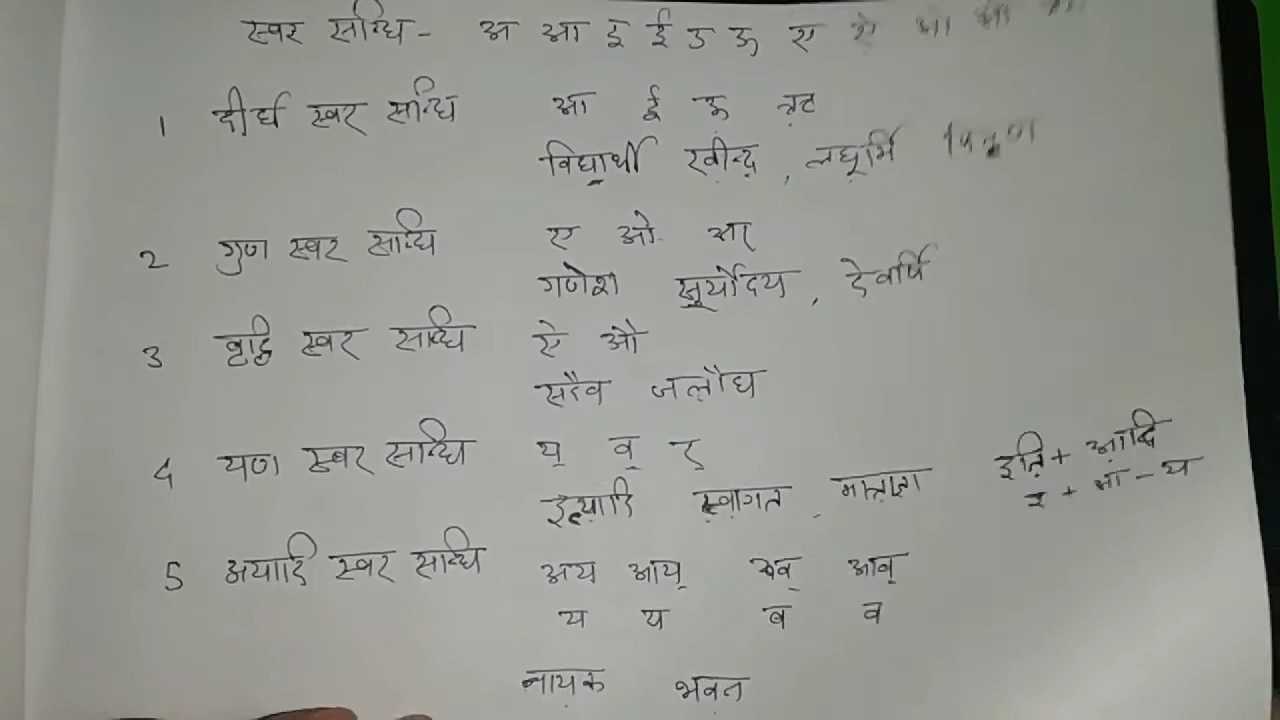 स्वर सन्धि - अ आ इ ई उ ऊ ए ऐ
1 दीर्घ स्वर सन्धि आ ई ऊ ऋ
विद्यार्थी रवीन्द्र , लघूर्मि
2 गुण स्वर सन्धि ए ओ अर्
गणेश सूर्योदय , देवर्षि
3 वृद्धि स्वर सन्धि ऐ औ
सदैव जलौघ
4 यण स्वर सन्धि य् व् र्
इत्यादि स्वागत , मात्राज्ञा इति + आदि
इ + आ - य
5 अयादि स्वर सन्धि अय आय् अव् आव्
य य व व
नायक भवन